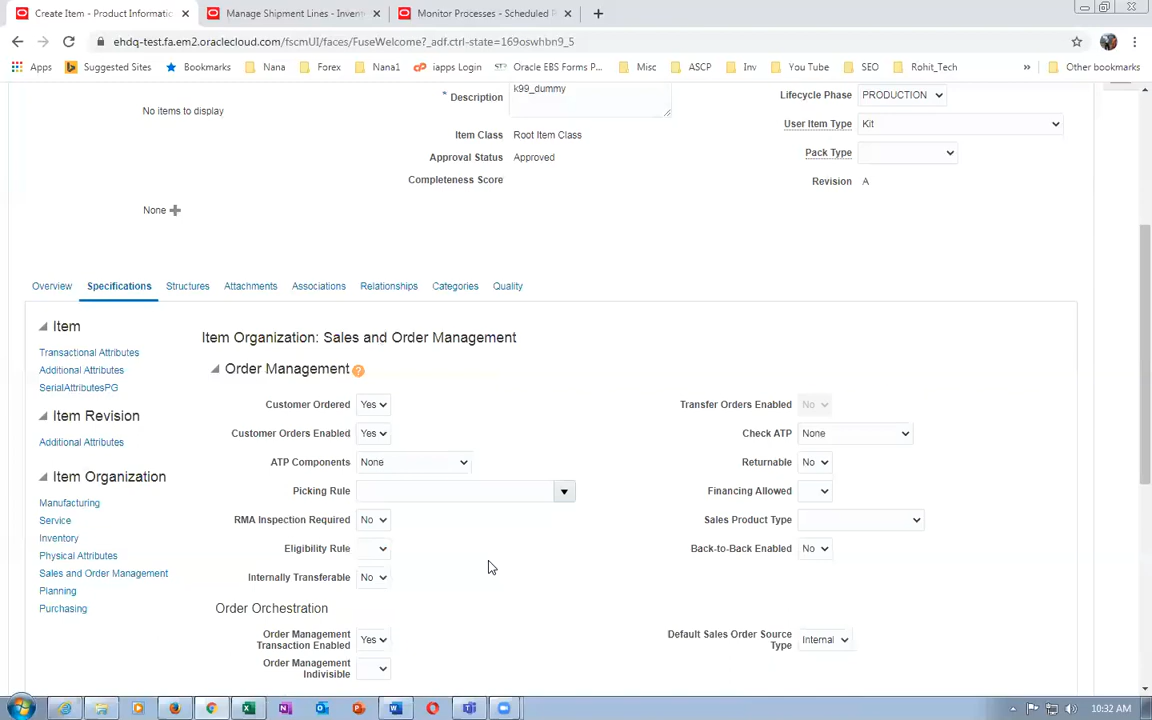 Create Item - Product Informatic
Manage Shipment Lines - Invent
Monitor Processes - Scheduled P
ehdq-test.fa.em2.oraclecloud.com/fscmUI/faces/FuseWelcome?_adf.ctrl-state=169oswhbn9_5
Apps Suggested Sites Bookmarks Nana Forex Nana1 iapps Login Oracle EBS Forms P... Misc ASCP Inv You Tube SEO Rohit_Tech » Other bookmarks
No items to display
* Description k99_dummy
Lifecycle Phase PRODUCTION
User Item Type Kit
Item Class Root Item Class
Pack Type
Approval Status Approved
Completeness Score
Revision A
None
Overview Specifications Structures Attachments Associations Relationships Categories Quality
Item
Transactional Attributes
Additional Attributes
SerialAttributesPG
Item Revision
Additional Attributes
Item Organization
Manufacturing
Service
Inventory
Physical Attributes
Sales and Order Management
Planning
Purchasing
Item Organization: Sales and Order Management
Order Management ?
Customer Ordered Yes
Transfer Orders Enabled No
Customer Orders Enabled Yes
Check ATP None
ATP Components None
Returnable No
Picking Rule
Financing Allowed
RMA Inspection Required No
Sales Product Type
Eligibility Rule
Back-to-Back Enabled No
Internally Transferable No
Order Orchestration
Order Management
Transaction Enabled Yes
Default Sales Order Source
Type Internal
Order Management
Indivisible
10:32 AM